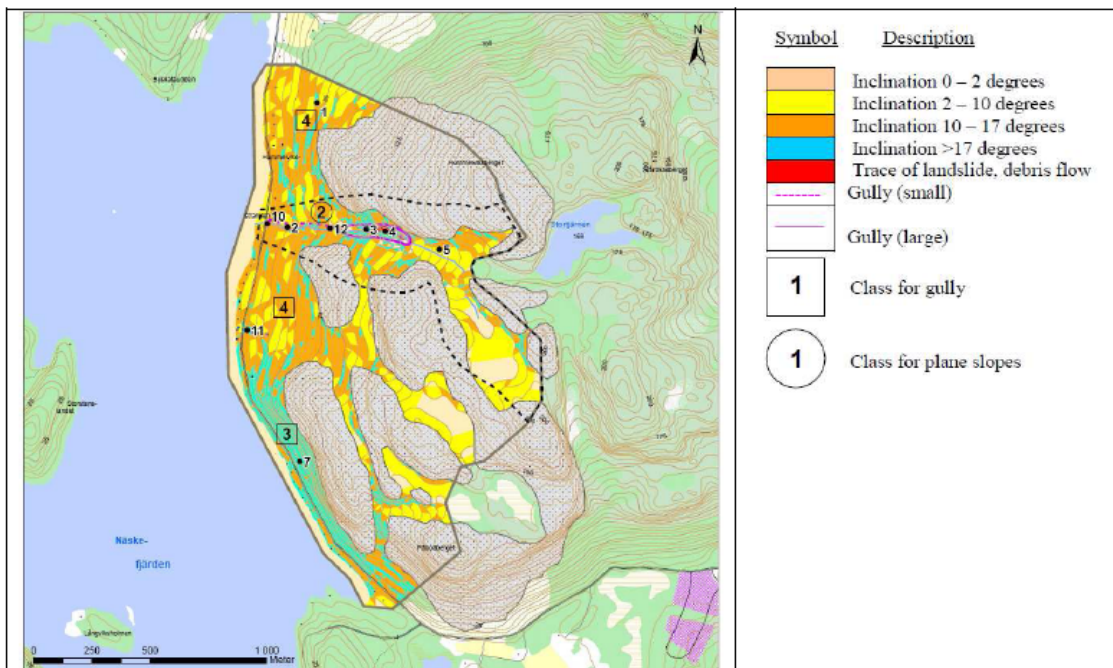 N
1
4
10
2
2
12
3
4
5
4
11
3
7
Stortjärnen
166
Näske-
fjärden
0 250 500 1 000
Meter
Symbol Description
Inclination 0 – 2 degrees
Inclination 2 – 10 degrees
Inclination 10 – 17 degrees
Inclination >17 degrees
Trace of landslide, debris flow
Gully (small)
Gully (large)
1 Class for gully
1 Class for plane slopes